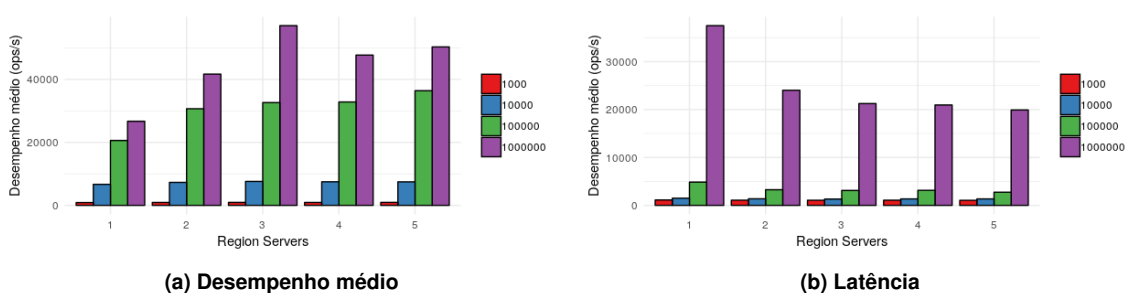 Desempenho médio (ops/s)
40000
20000
0
1 2 3 4 5
Region Servers
1000
10000
100000
1000000
(a) Desempenho médio
Desempenho médio (ops/s)
30000
20000
10000
0
1 2 3 4 5
Region Servers
1000
10000
100000
1000000
(b) Latência